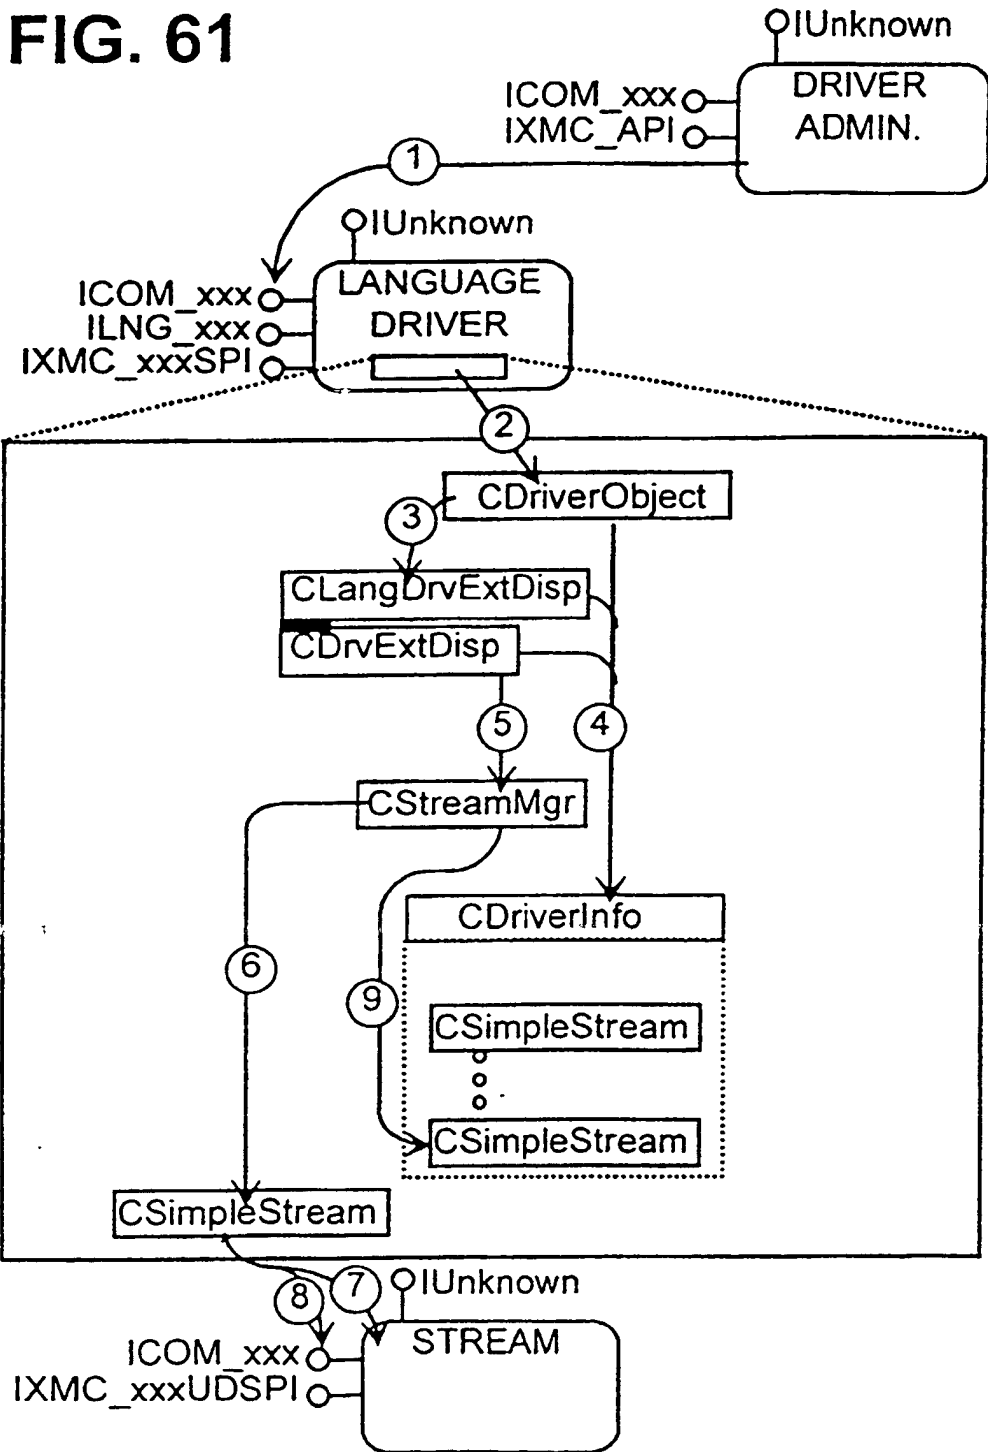 FIG. 61
IUnknown
DRIVER
ADMIN.
ICOM_xxx
IXMC_API
1
IUnknown
LANGUAGE
DRIVER
ICOM_xxx
ILNG_xxx
IXMC_xxxSPI
2
CDriverObject
3
CLangDrvExtDisp
CDrvExtDisp
5
4
CStreamMgr
CDriverInfo
6
9
CSimpleStream
CSimpleStream
CSimpleStream
8
7
IUnknown
STREAM
ICOM_xxx
IXMC_xxxUDSPI